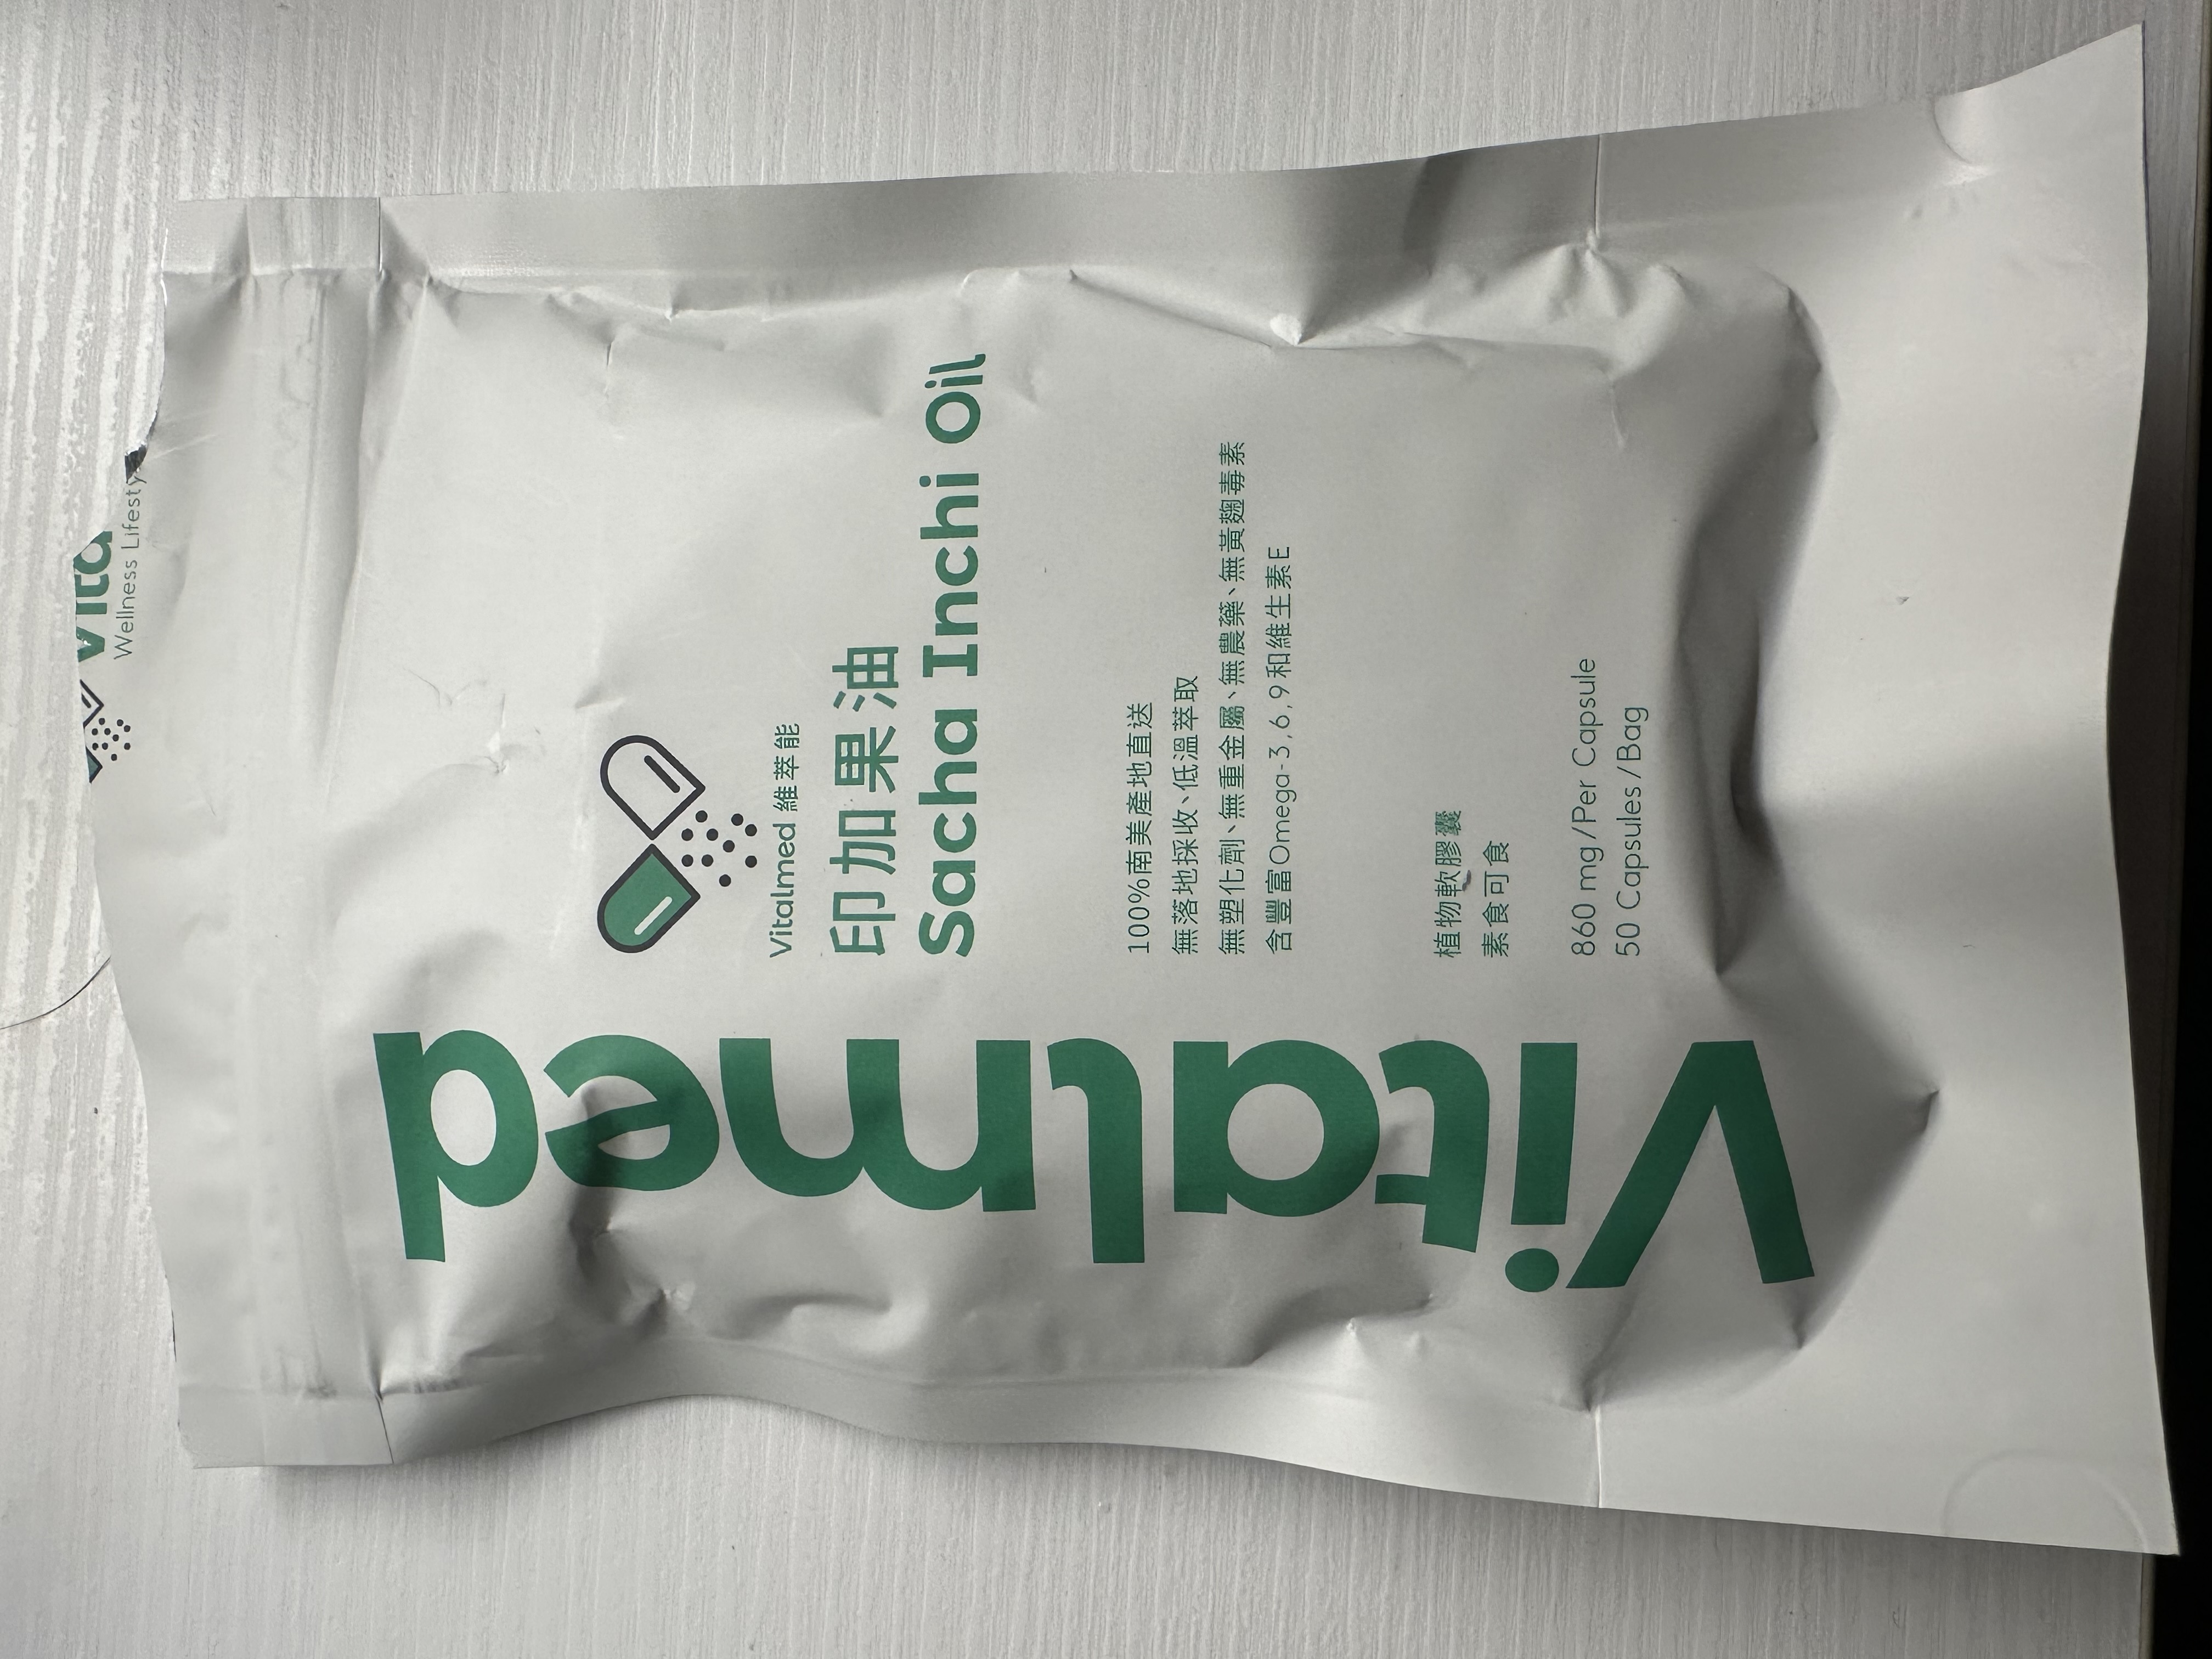 Vita
Wellness Lifesty
Vitalmed 維萃能
印加果油
Sacha Inchi Oil
100%南美產地直送
無落地採收、低溫萃取
無塑化劑、無重金屬、無農藥、無黃麴毒素
含豐富Omega-3,6,9和維生素E
植物軟膠囊
素食可食
860 mg/Per Capsule
50 Capsules/Bag
Vitalmed